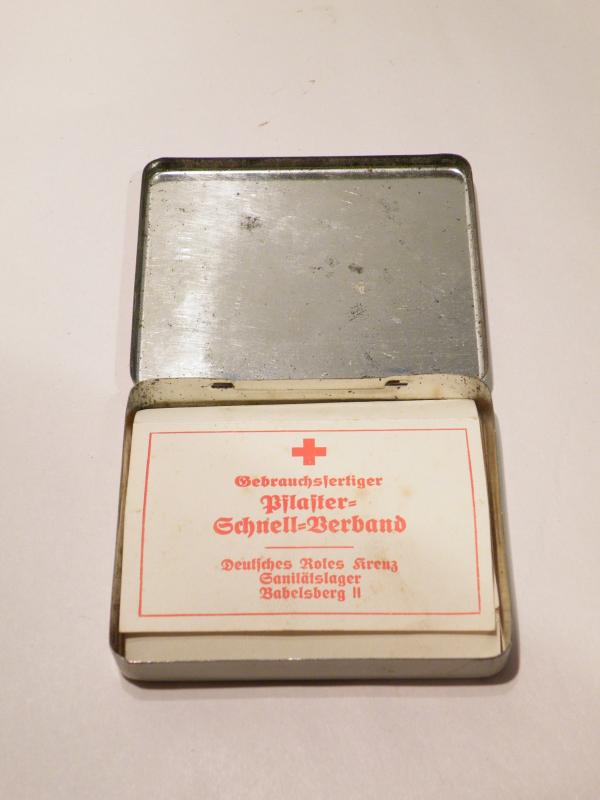 Gebrauchsfertiger
Pflaster-
Schnell-Verband
Deutsches Rotes Kreuz
Sanitätslager
Babelsberg II